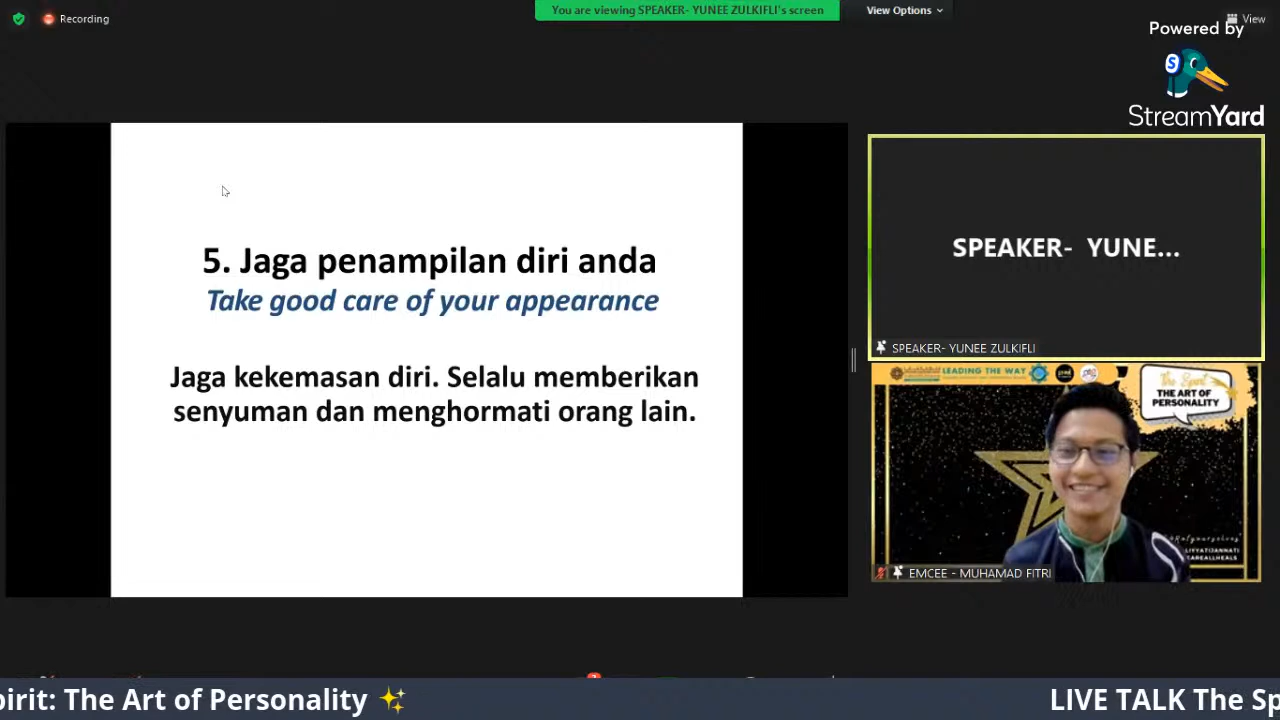 Recording
You are viewing SPEAKER- YUNEE ZULKIFLI's screen
View Options
View
Powered by
StreamYard
5. Jaga penampilan diri anda
Take good care of your appearance
Jaga kekemasan diri. Selalu memberikan
senyuman dan menghormati orang lain.
SPEAKER- YUNE...
SPEAKER- YUNEE ZULKIFLI
LEADING THE WAY
The Spirit
THE ART OF
PERSONALITY
EMCEE - MUHAMAD FITRI
pirit: The Art of Personality ✨
LIVE TALK The Sp